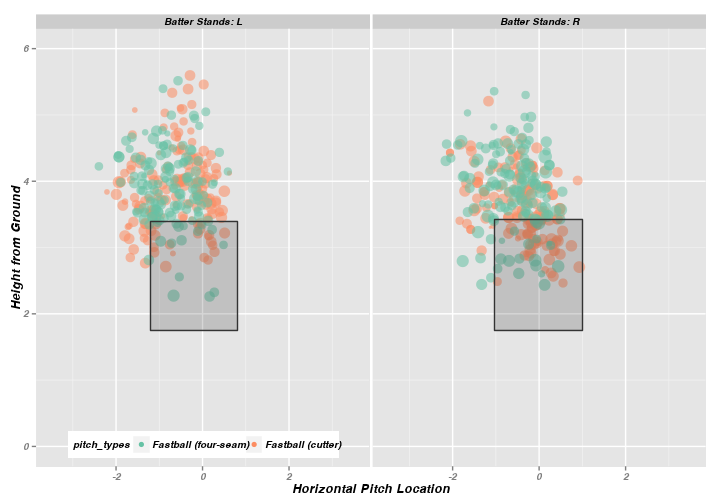 Batter Stands: L
Batter Stands: R
6
4
2
0
Height from Ground
pitch_types
Fastball (four-seam)
Fastball (cutter)
-2
0
2
-2
0
2
Horizontal Pitch Location